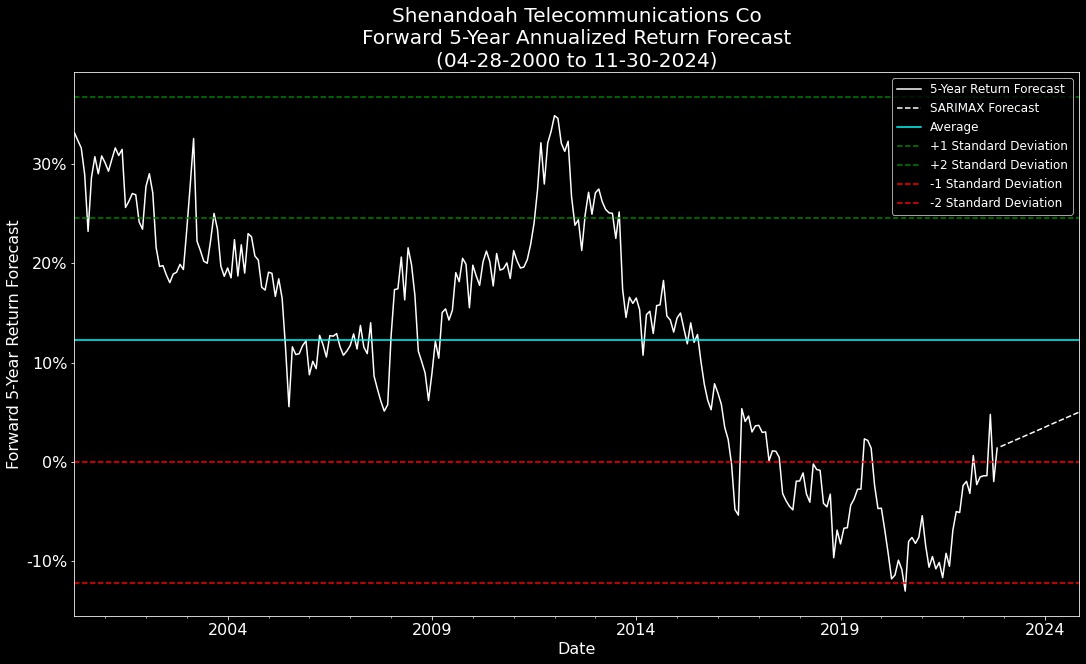 Shenandoah Telecommunications Co
Forward 5-Year Annualized Return Forecast
(04-28-2000 to 11-30-2024)
5-Year Return Forecast
SARIMAX Forecast
Average
+1 Standard Deviation
+2 Standard Deviation
-1 Standard Deviation
-2 Standard Deviation
Forward 5-Year Return Forecast
30%
20%
10%
0%
-10%
2004
2009
2014
2019
2024
Date